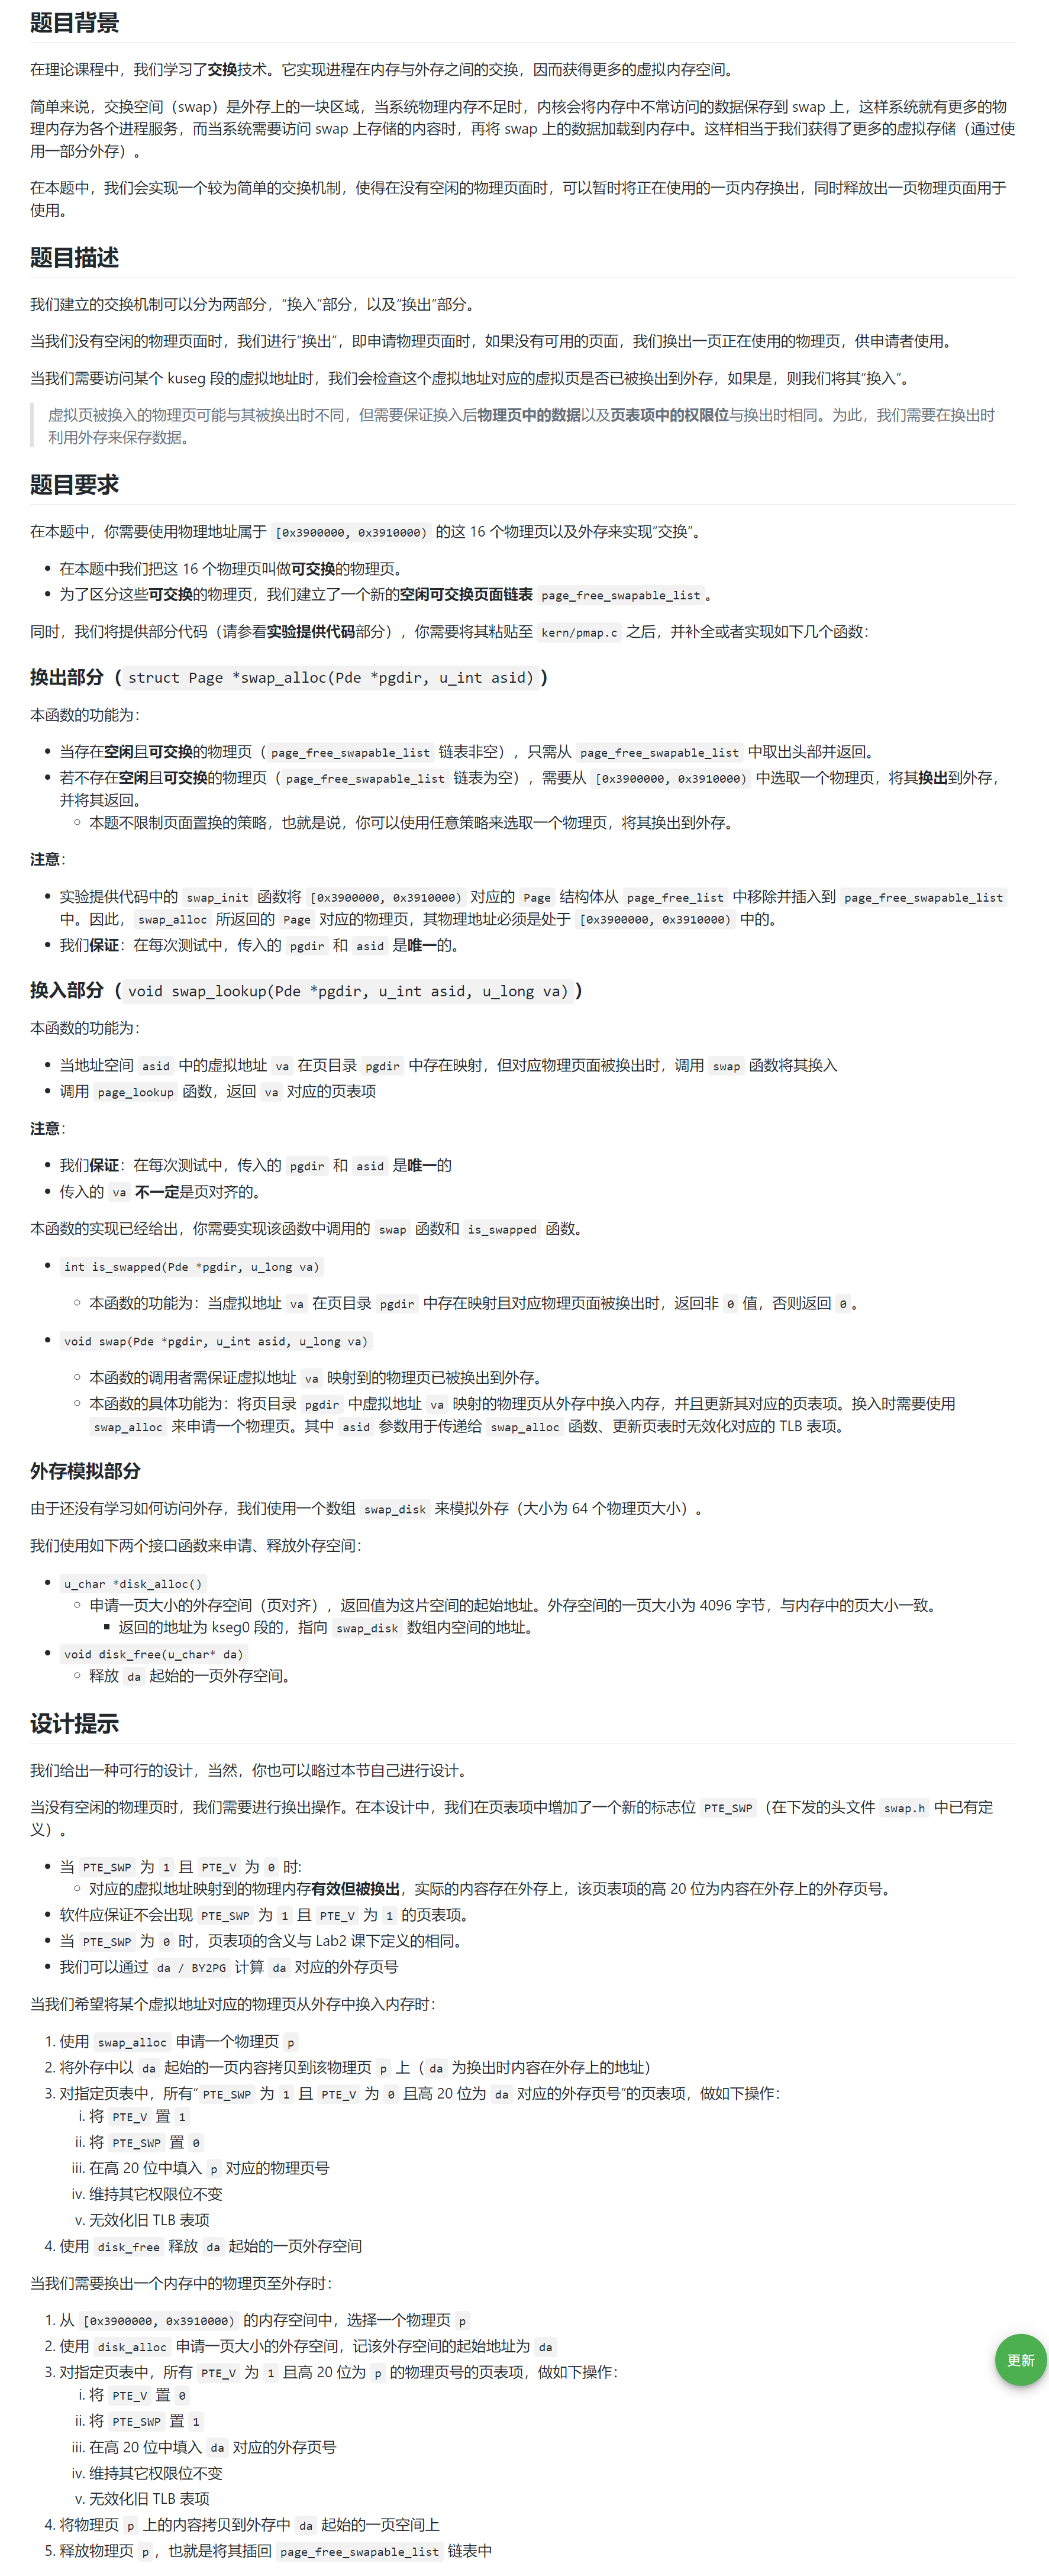 题目背景
在理论课程中，我们学习了交换技术。它实现进程在内存与外存之间的交换，因而获得更多的虚拟内存空间。
简单来说，交换空间（swap）是外存上的一块区域，当系统物理内存不足时，内核会将内存中不常访问的数据保存到 swap 上，这样系统就有更多的物
理内存为各个进程服务，而当系统需要访问 swap 上存储的内容时，再将 swap 上的数据加载到内存中。这样相当于我们获得了更多的虚拟存储（通过使
用一部分外存）。
在本题中，我们会实现一个较为简单的交换机制，使得在没有空闲的物理页面时，可以暂时将正在使用的一页内存换出，同时释放出一页物理页面用于
使用。
题目描述
我们建立的交换机制可以分为两部分，“换入”部分，以及“换出”部分。
当我们没有空闲的物理页面时，我们进行“换出”，即申请物理页面时，如果没有可用的页面，我们换出一页正在使用的物理页，供申请者使用。
当我们需要访问某个 kuseg 段的虚拟地址时，我们会检查这个虚拟地址对应的虚拟页是否已被换出到外存，如果是，则我们将其“换入”。
虚拟页被换入的物理页可能与其被换出时不同，但需要保证换入后物理页中的数据以及页表项中的权限位与换出时相同。为此，我们需要在换出时
利用外存来保存数据。
题目要求
在本题中，你需要使用物理地址属于 [0x3900000, 0x3910000) 的这 16 个物理页以及外存来实现“交换”。
• 在本题中我们把这 16 个物理页叫做可交换的物理页。
• 为了区分这些可交换的物理页，我们建立了一个新的空闲可交换页面链表 page_free_swapable_list 。
同时，我们将提供部分代码（请参看实验提供代码部分），你需要将其粘贴至 kern/pmap.c 之后，并补全或者实现如下几个函数：
换出部分（ struct Page *swap_alloc(Pde *pgdir, u_int asid) ）
本函数的功能为：
• 当存在空闲且可交换的物理页（ page_free_swapable_list 链表非空），只需从 page_free_swapable_list 中取出头部并返回。
• 若不存在空闲且可交换的物理页（ page_free_swapable_list 链表为空），需要从 [0x3900000, 0x3910000) 中选取一个物理页，将其换出到外存，
并将其返回。
○ 本题不限制页面置换的策略，也就是说，你可以使用任意策略来选取一个物理页，将其换出到外存。
注意：
• 实验提供代码中的 swap_init 函数将 [0x3900000, 0x3910000) 对应的 Page 结构体从 page_free_list 中移除并插入到 page_free_swapable_list
中。因此， swap_alloc 所返回的 Page 对应的物理页，其物理地址必须是处于 [0x3900000, 0x3910000) 中的。
• 我们保证：在每次测试中，传入的 pgdir 和 asid 是唯一的。
换入部分（ void swap_lookup(Pde *pgdir, u_int asid, u_long va) ）
本函数的功能为：
• 当地址空间 asid 中的虚拟地址 va 在页目录 pgdir 中存在映射，但对应物理页面被换出时，调用 swap 函数将其换入
• 调用 page_lookup 函数，返回 va 对应的页表项
注意：
• 我们保证：在每次测试中，传入的 pgdir 和 asid 是唯一的
• 传入的 va 不一定是页对齐的。
本函数的实现已经给出，你需要实现该函数中调用的 swap 函数和 is_swapped 函数。
• int is_swapped(Pde *pgdir, u_long va)
○ 本函数的功能为：当虚拟地址 va 在页目录 pgdir 中存在映射且对应物理页面被换出时，返回非 0 值，否则返回 0 。
• void swap(Pde *pgdir, u_int asid, u_long va)
○ 本函数的调用者需保证虚拟地址 va 映射到的物理页已被换出到外存。
○ 本函数的具体功能为：将页目录 pgdir 中虚拟地址 va 映射的物理页从外存中换入内存，并且更新其对应的页表项。换入时需要使用
swap_alloc 来申请一个物理页。其中 asid 参数用于传递给 swap_alloc 函数、更新页表时无效化对应的 TLB 表项。
外存模拟部分
由于还没有学习如何访问外存，我们使用一个数组 swap_disk 来模拟外存（大小为 64 个物理页大小）。
我们使用如下两个接口函数来申请、释放外存空间：
• u_char *disk_alloc()
○ 申请一页大小的外存空间（页对齐），返回值为这片空间的起始地址。外存空间的一页大小为 4096 字节，与内存中的页大小一致。
▪ 返回的地址为 kseg0 段的，指向 swap_disk 数组内空间的地址。
• void disk_free(u_char* da)
○ 释放 da 起始的一页外存空间。
设计提示
我们给出一种可行的设计，当然，你也可以略过本节自己进行设计。
当没有空闲的物理页时，我们需要进行换出操作。在本设计中，我们在页表项中增加了一个新的标志位 PTE_SWP（在下发的头文件 swap.h 中已有定
义）。
• 当 PTE_SWP 为 1 且 PTE_V 为 0 时:
○ 对应的虚拟地址映射到的物理内存有效但被换出，实际的内容存在外存上，该页表项的高 20 位为内容在外存上的外存页号。
• 软件应保证不会出现 PTE_SWP 为 1 且 PTE_V 为 1 的页表项。
• 当 PTE_SWP 为 0 时，页表项的含义与 Lab2 课下定义的相同。
• 我们可以通过 da / BY2PG 计算 da 对应的外存页号
当我们希望将某个虚拟地址对应的物理页从外存中换入内存时：
1. 使用 swap_alloc 申请一个物理页 p
2. 将外存中以 da 起始的一页内容拷贝到该物理页 p 上（ da 为换出时内容在外存上的地址）
3. 对指定页表中，所有“ PTE_SWP 为 1 且 PTE_V 为 0 且高 20 位为 da 对应的外存页号”的页表项，做如下操作：
i. 将 PTE_V 置 1
ii. 将 PTE_SWP 置 0
iii. 在高 20 位中填入 p 对应的物理页号
iv. 维持其它权限位不变
v. 无效化旧 TLB 表项
4. 使用 disk_free 释放 da 起始的一页外存空间
当我们需要换出一个内存中的物理页至外存时：
1. 从 [0x3900000, 0x3910000) 的内存空间中，选择一个物理页 p
2. 使用 disk_alloc 申请一页大小的外存空间，记该外存空间的起始地址为 da
3. 对指定页表中，所有 PTE_V 为 1 且高 20 位为 p 的物理页号的页表项，做如下操作：
i. 将 PTE_V 置 0
ii. 将 PTE_SWP 置 1
iii. 在高 20 位中填入 da 对应的外存页号
iv. 维持其它权限位不变
v. 无效化旧 TLB 表项
4. 将物理页 p 上的内容拷贝到外存中 da 起始的一页空间上
5. 释放物理页 p ，也就是将其插回 page_free_swapable_list 链表中
更新